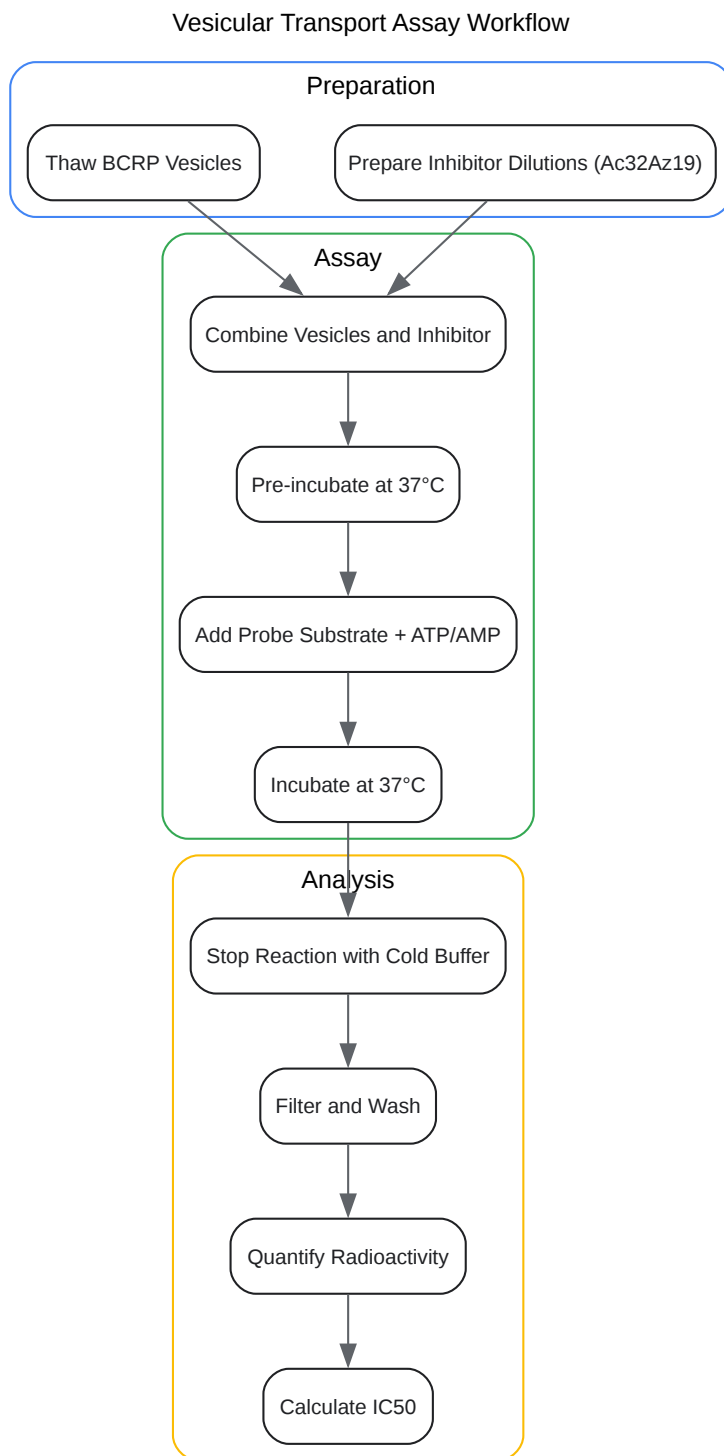 Vesicular Transport Assay Workflow
Preparation
Thaw BCRP Vesicles
Prepare Inhibitor Dilutions (Ac32Az19)
Assay
Combine Vesicles and Inhibitor
Pre-incubate at 37°C
Add Probe Substrate + ATP/AMP
Incubate at 37°C
Analysis
Stop Reaction with Cold Buffer
Filter and Wash
Quantify Radioactivity
Calculate IC50